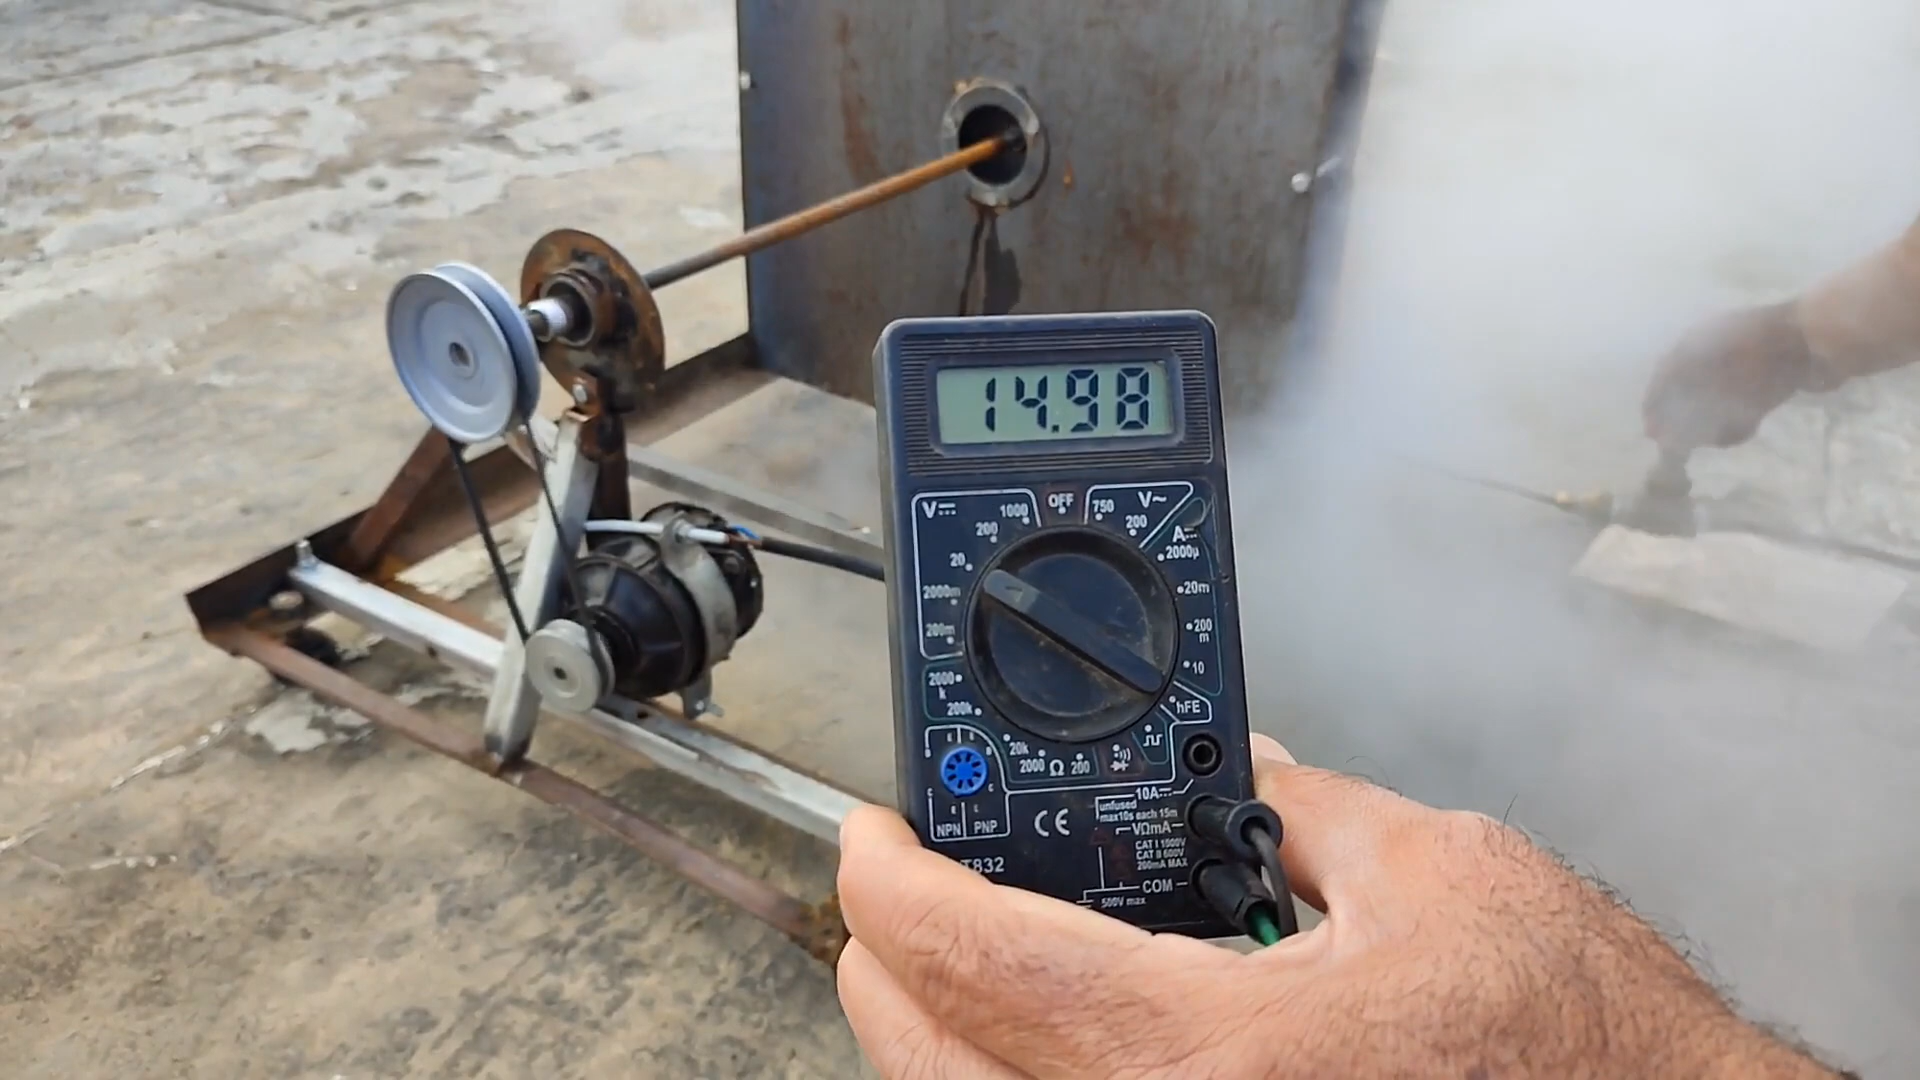 14.98
V⎓
1000
OFF
750
V~
200
200
A⎓
20
2000µ
2000m
20m
200m
200
m
10
2000
k
hFE
200k
20k
2000 Ω 200
10A⎓
unfused
max10s each 15m
VΩmA
CAT I 1000V
CAT II 600V
200mA MAX
NPN PNP
CE
T832
COM
500V max